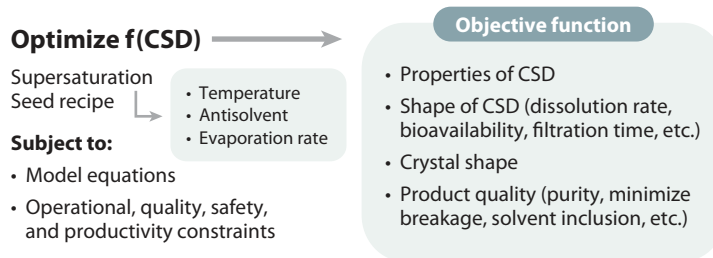 Optimize f(CSD)
Supersaturation
Seed recipe
• Temperature
• Antisolvent
• Evaporation rate
Subject to:
• Model equations
• Operational, quality, safety,
and productivity constraints
Objective function
• Properties of CSD
• Shape of CSD (dissolution rate,
bioavailability, filtration time, etc.)
• Crystal shape
• Product quality (purity, minimize
breakage, solvent inclusion, etc.)